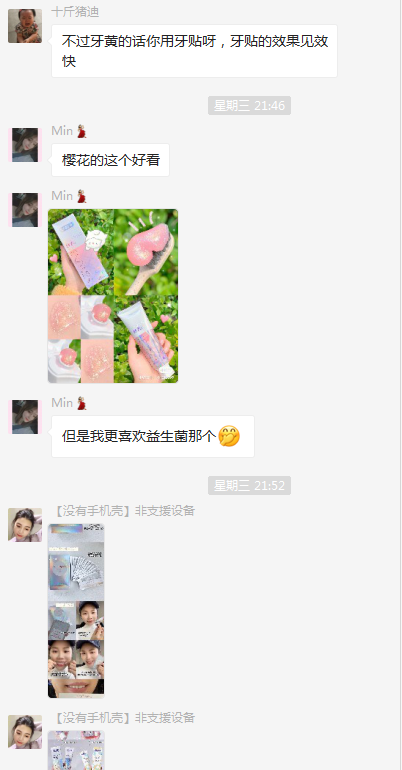 十斤猪迪
不过牙黄的话你用牙贴呀，牙贴的效果见效
快
星期三 21:46
Min
樱花的这个好看
Min
Min
但是我更喜欢益生菌那个
星期三 21:52
【没有手机壳】非支援设备
【没有手机壳】非支援设备